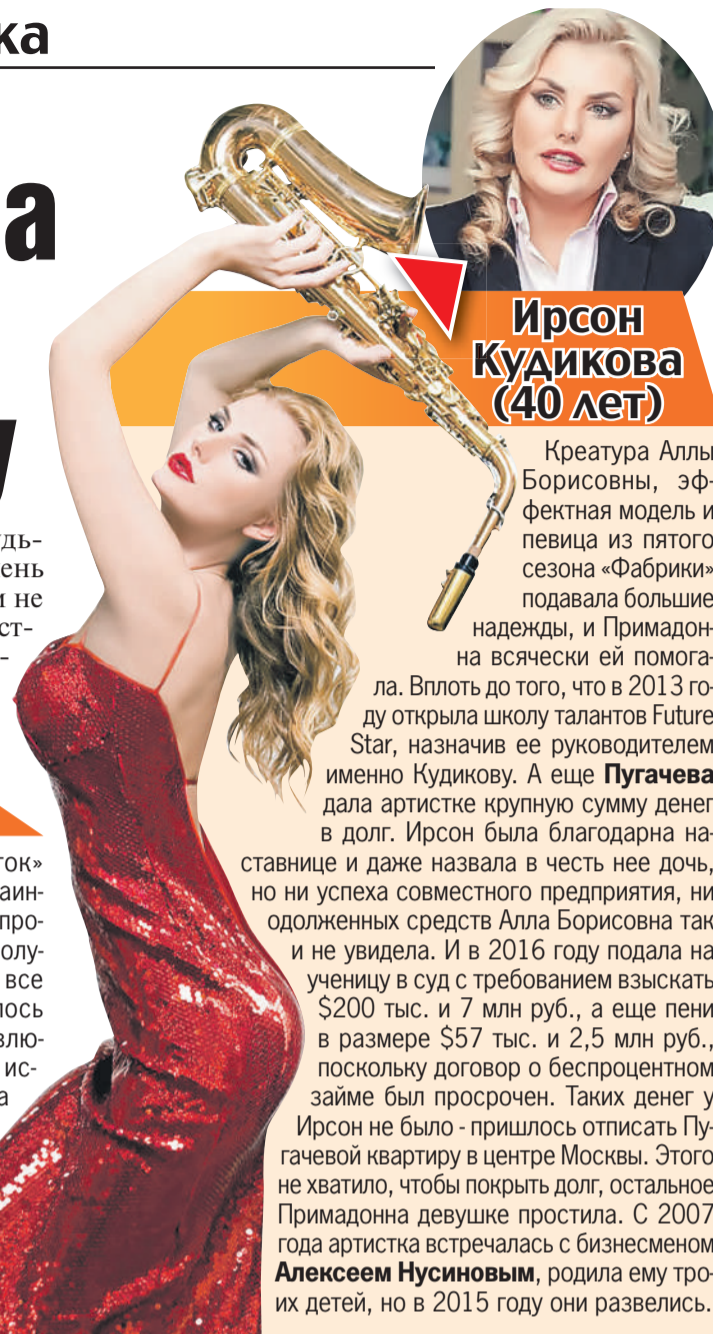 ка
а
Ирсон
Кудикова
(40 лет)
Креатура Аллы
Борисовны, эф-
фектная модель и
певица из пятого
сезона «Фабрики»
подавала большие
надежды, и Примадон-
на всячески ей помога-
ла. Вплоть до того, что в 2013 го-
ду открыла школу талантов Future
Star, назначив ее руководителем
именно Кудикову. А еще Пугачева
дала артистке крупную сумму денег
в долг. Ирсон была благодарна на-
ставнице и даже назвала в честь нее дочь,
но ни успеха совместного предприятия, ни
одолженных средств Алла Борисовна так
и не увидела. И в 2016 году подала на
ученицу в суд с требованием взыскать
$200 тыс. и 7 млн руб., а еще пени
в размере $57 тыс. и 2,5 млн руб.,
поскольку договор о беспроцентном
займе был просрочен. Таких денег у
Ирсон не было - пришлось отписать Пу-
гачевой квартиру в центре Москвы. Этого
не хватило, чтобы покрыть долг, остальное
Примадонна девушке простила. С 2007
года артистка встречалась с бизнесменом
Алексеем Нусиновым, родила ему тро-
их детей, но в 2015 году они развелись.
дь-
ень
и не
ст-
-
ток»
аин-
про-
олу-
все
лось
злю-
ис-
а